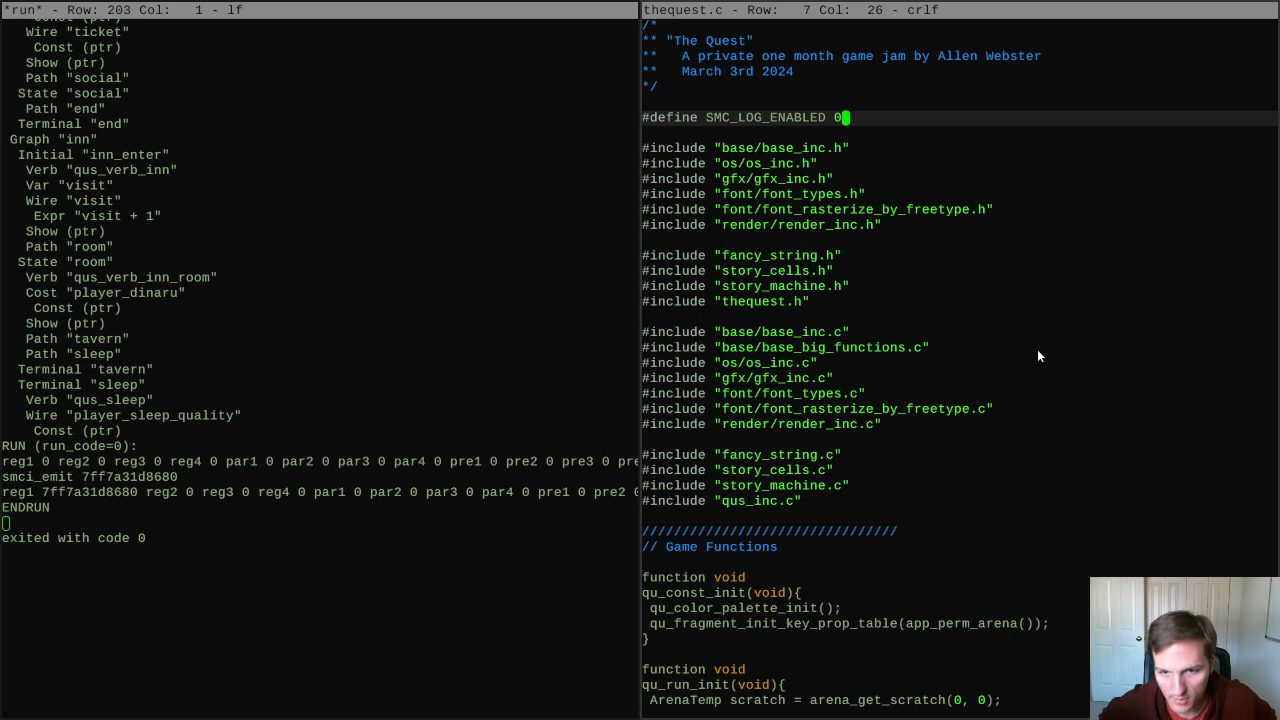 *run* - Row: 203 Col:   1 - lf
Const (ptr)
Wire "ticket"
Const (ptr)
Show (ptr)
Path "social"
State "social"
Path "end"
Terminal "end"
Graph "inn"
Initial "inn_enter"
Verb "qus_verb_inn"
Var "visit"
Wire "visit"
Expr "visit + 1"
Show (ptr)
Path "room"
State "room"
Verb "qus_verb_inn_room"
Cost "player_dinaru"
Const (ptr)
Show (ptr)
Path "tavern"
Path "sleep"
Terminal "tavern"
Terminal "sleep"
Verb "qus_sleep"
Wire "player_sleep_quality"
Const (ptr)
RUN (run_code=0):
reg1 0 reg2 0 reg3 0 reg4 0 par1 0 par2 0 par3 0 par4 0 pre1 0 pre2 0 pre3 0 pre
smci_emit 7ff7a31d8680
reg1 7ff7a31d8680 reg2 0 reg3 0 reg4 0 par1 0 par2 0 par3 0 par4 0 pre1 0 pre2 0
ENDRUN
exited with code 0
thequest.c - Row:   7 Col:  26 - crlf
/*
** "The Quest"
**   A private one month game jam by Allen Webster
**   March 3rd 2024
*/
#define SMC_LOG_ENABLED 0
#include "base/base_inc.h"
#include "os/os_inc.h"
#include "gfx/gfx_inc.h"
#include "font/font_types.h"
#include "font/font_rasterize_by_freetype.h"
#include "render/render_inc.h"
#include "fancy_string.h"
#include "story_cells.h"
#include "story_machine.h"
#include "thequest.h"
#include "base/base_inc.c"
#include "base/base_big_functions.c"
#include "os/os_inc.c"
#include "gfx/gfx_inc.c"
#include "font/font_types.c"
#include "font/font_rasterize_by_freetype.c"
#include "render/render_inc.c"
#include "fancy_string.c"
#include "story_cells.c"
#include "story_machine.c"
#include "qus_inc.c"
////////////////////////////////
// Game Functions
function void
qu_const_init(void){
qu_color_palette_init();
qu_fragment_init_key_prop_table(app_perm_arena());
}
function void
qu_run_init(void){
ArenaTemp scratch = arena_get_scratch(0, 0);